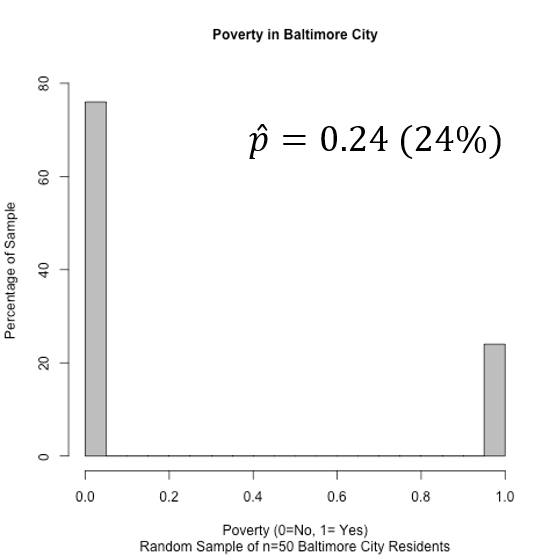 Poverty in Baltimore City
p̂ = 0.24 (24%)
Percentage of Sample
80
60
40
20
0
0.0 0.2 0.4 0.6 0.8 1.0
Poverty (0=No, 1= Yes)
Random Sample of n=50 Baltimore City Residents